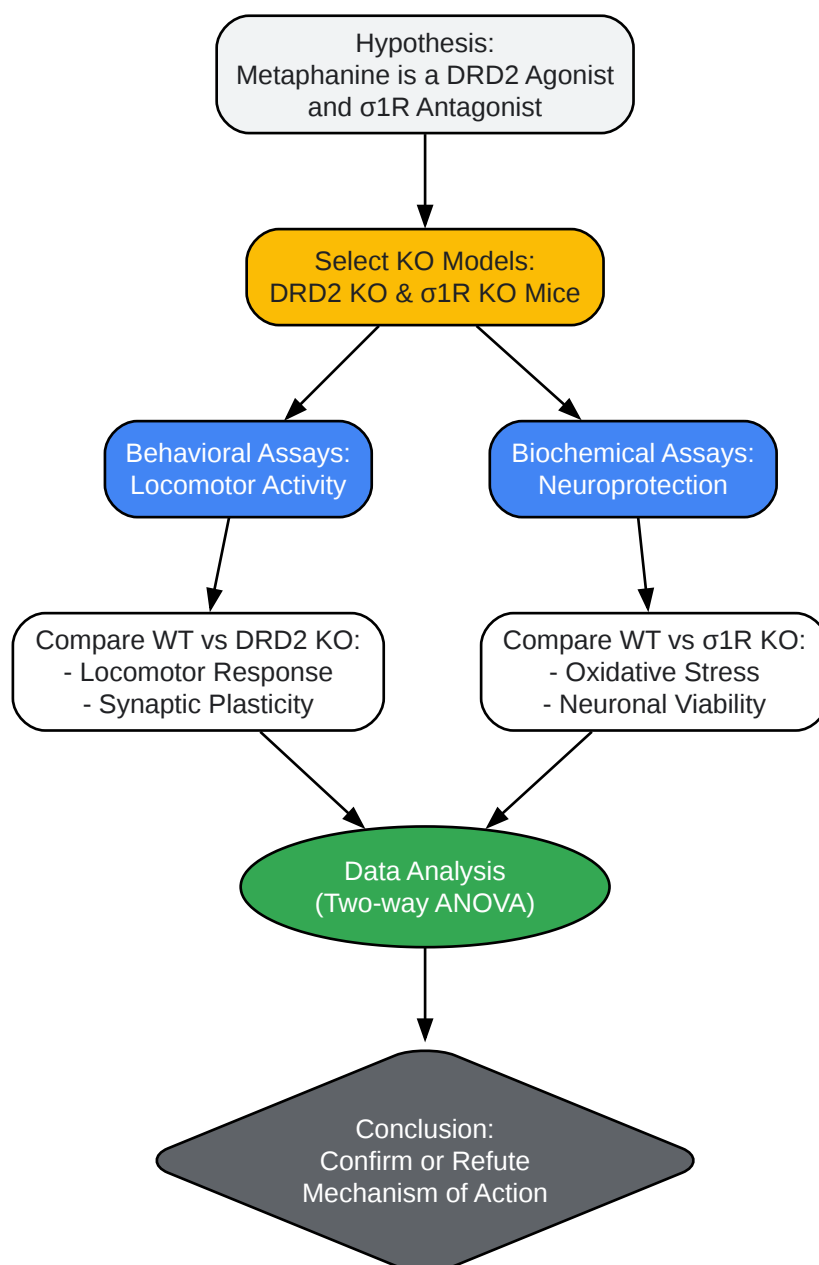 Hypothesis:
Metaphanine is a DRD2 Agonist
and σ1R Antagonist
Select KO Models:
DRD2 KO & σ1R KO Mice
Behavioral Assays:
Locomotor Activity
Biochemical Assays:
Neuroprotection
Compare WT vs DRD2 KO:
- Locomotor Response
- Synaptic Plasticity
Compare WT vs σ1R KO:
- Oxidative Stress
- Neuronal Viability
Data Analysis
(Two-way ANOVA)
Conclusion:
Confirm or Refute
Mechanism of Action